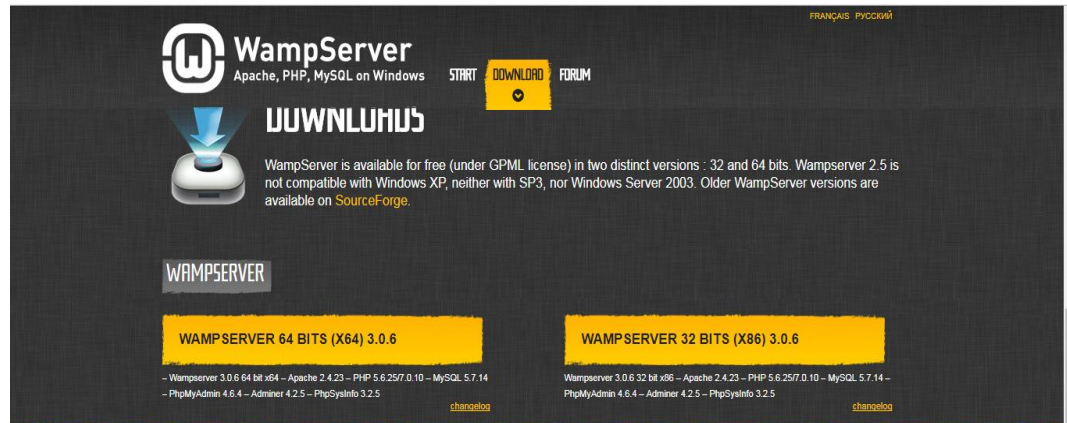 FRANÇAIS РУССКИЙ
WampServer
Apache, PHP, MySQL on Windows
START DOWNLOAD FORUM
DOWNLOADS
WampServer is available for free (under GPML license) in two distinct versions : 32 and 64 bits. Wampserver 2.5 is
not compatible with Windows XP, neither with SP3, nor Windows Server 2003. Older WampServer versions are
available on SourceForge.
WAMPSERVER
WAMPSERVER 64 BITS (X64) 3.0.6
WAMPSERVER 32 BITS (X86) 3.0.6
– Wampserver 3.0.6 64 bit x64 – Apache 2.4.23 – PHP 5.6.25/7.0.10 – MySQL 5.7.14
– PhpMyAdmin 4.6.4 – Adminer 4.2.5 – PhpSysInfo 3.2.5
changelog
Wampserver 3.0.6 32 bit x86 – Apache 2.4.23 – PHP 5.6.25/7.0.10 – MySQL 5.7.14 –
PhpMyAdmin 4.6.4 – Adminer 4.2.5 – PhpSysInfo 3.2.5
changelog